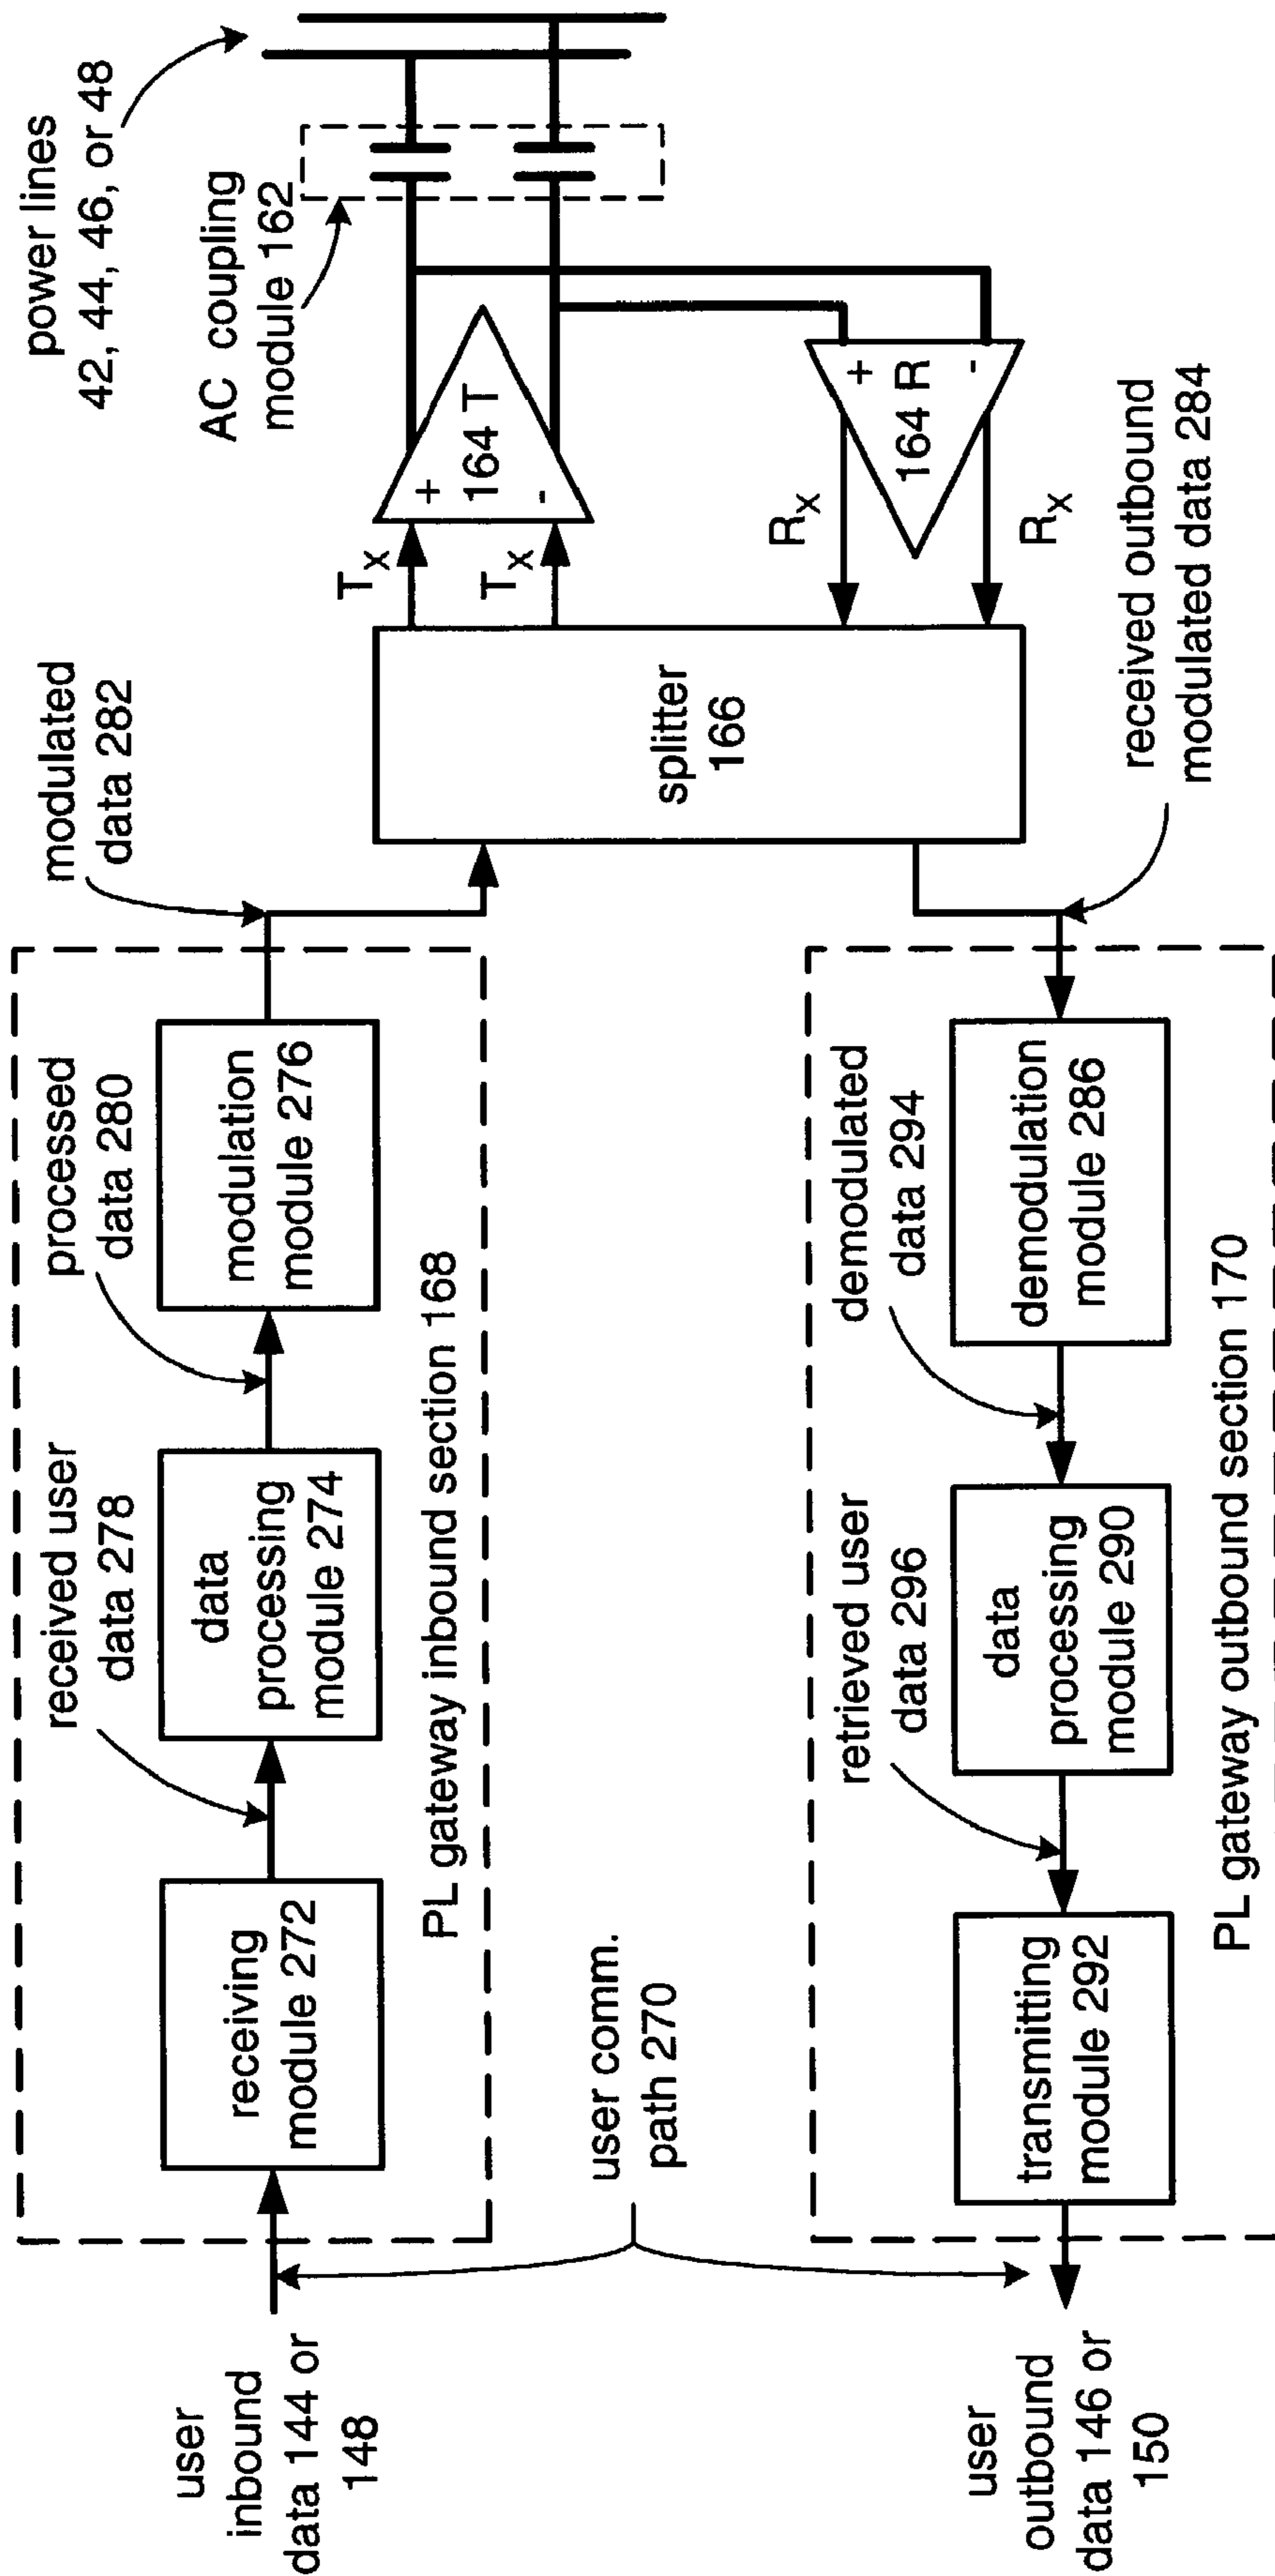 user
inbound
data 144 or
148
receiving
module 272
received user
data 278
data
processing
module 274
processed
data 280
modulation
module 276
PL gateway inbound section 168
modulated
data 282
user comm.
path 270
splitter
166
Tx
Tx
+
164 T
-
AC coupling
module 162
power lines
42, 44, 46, or 48
Rx
Rx
+
164 R
-
received outbound
modulated data 284
demodulation
module 286
demodulated
data 294
data
processing
module 290
retrieved user
data 296
transmitting
module 292
PL gateway outbound section 170
user
outbound
data 146 or
150